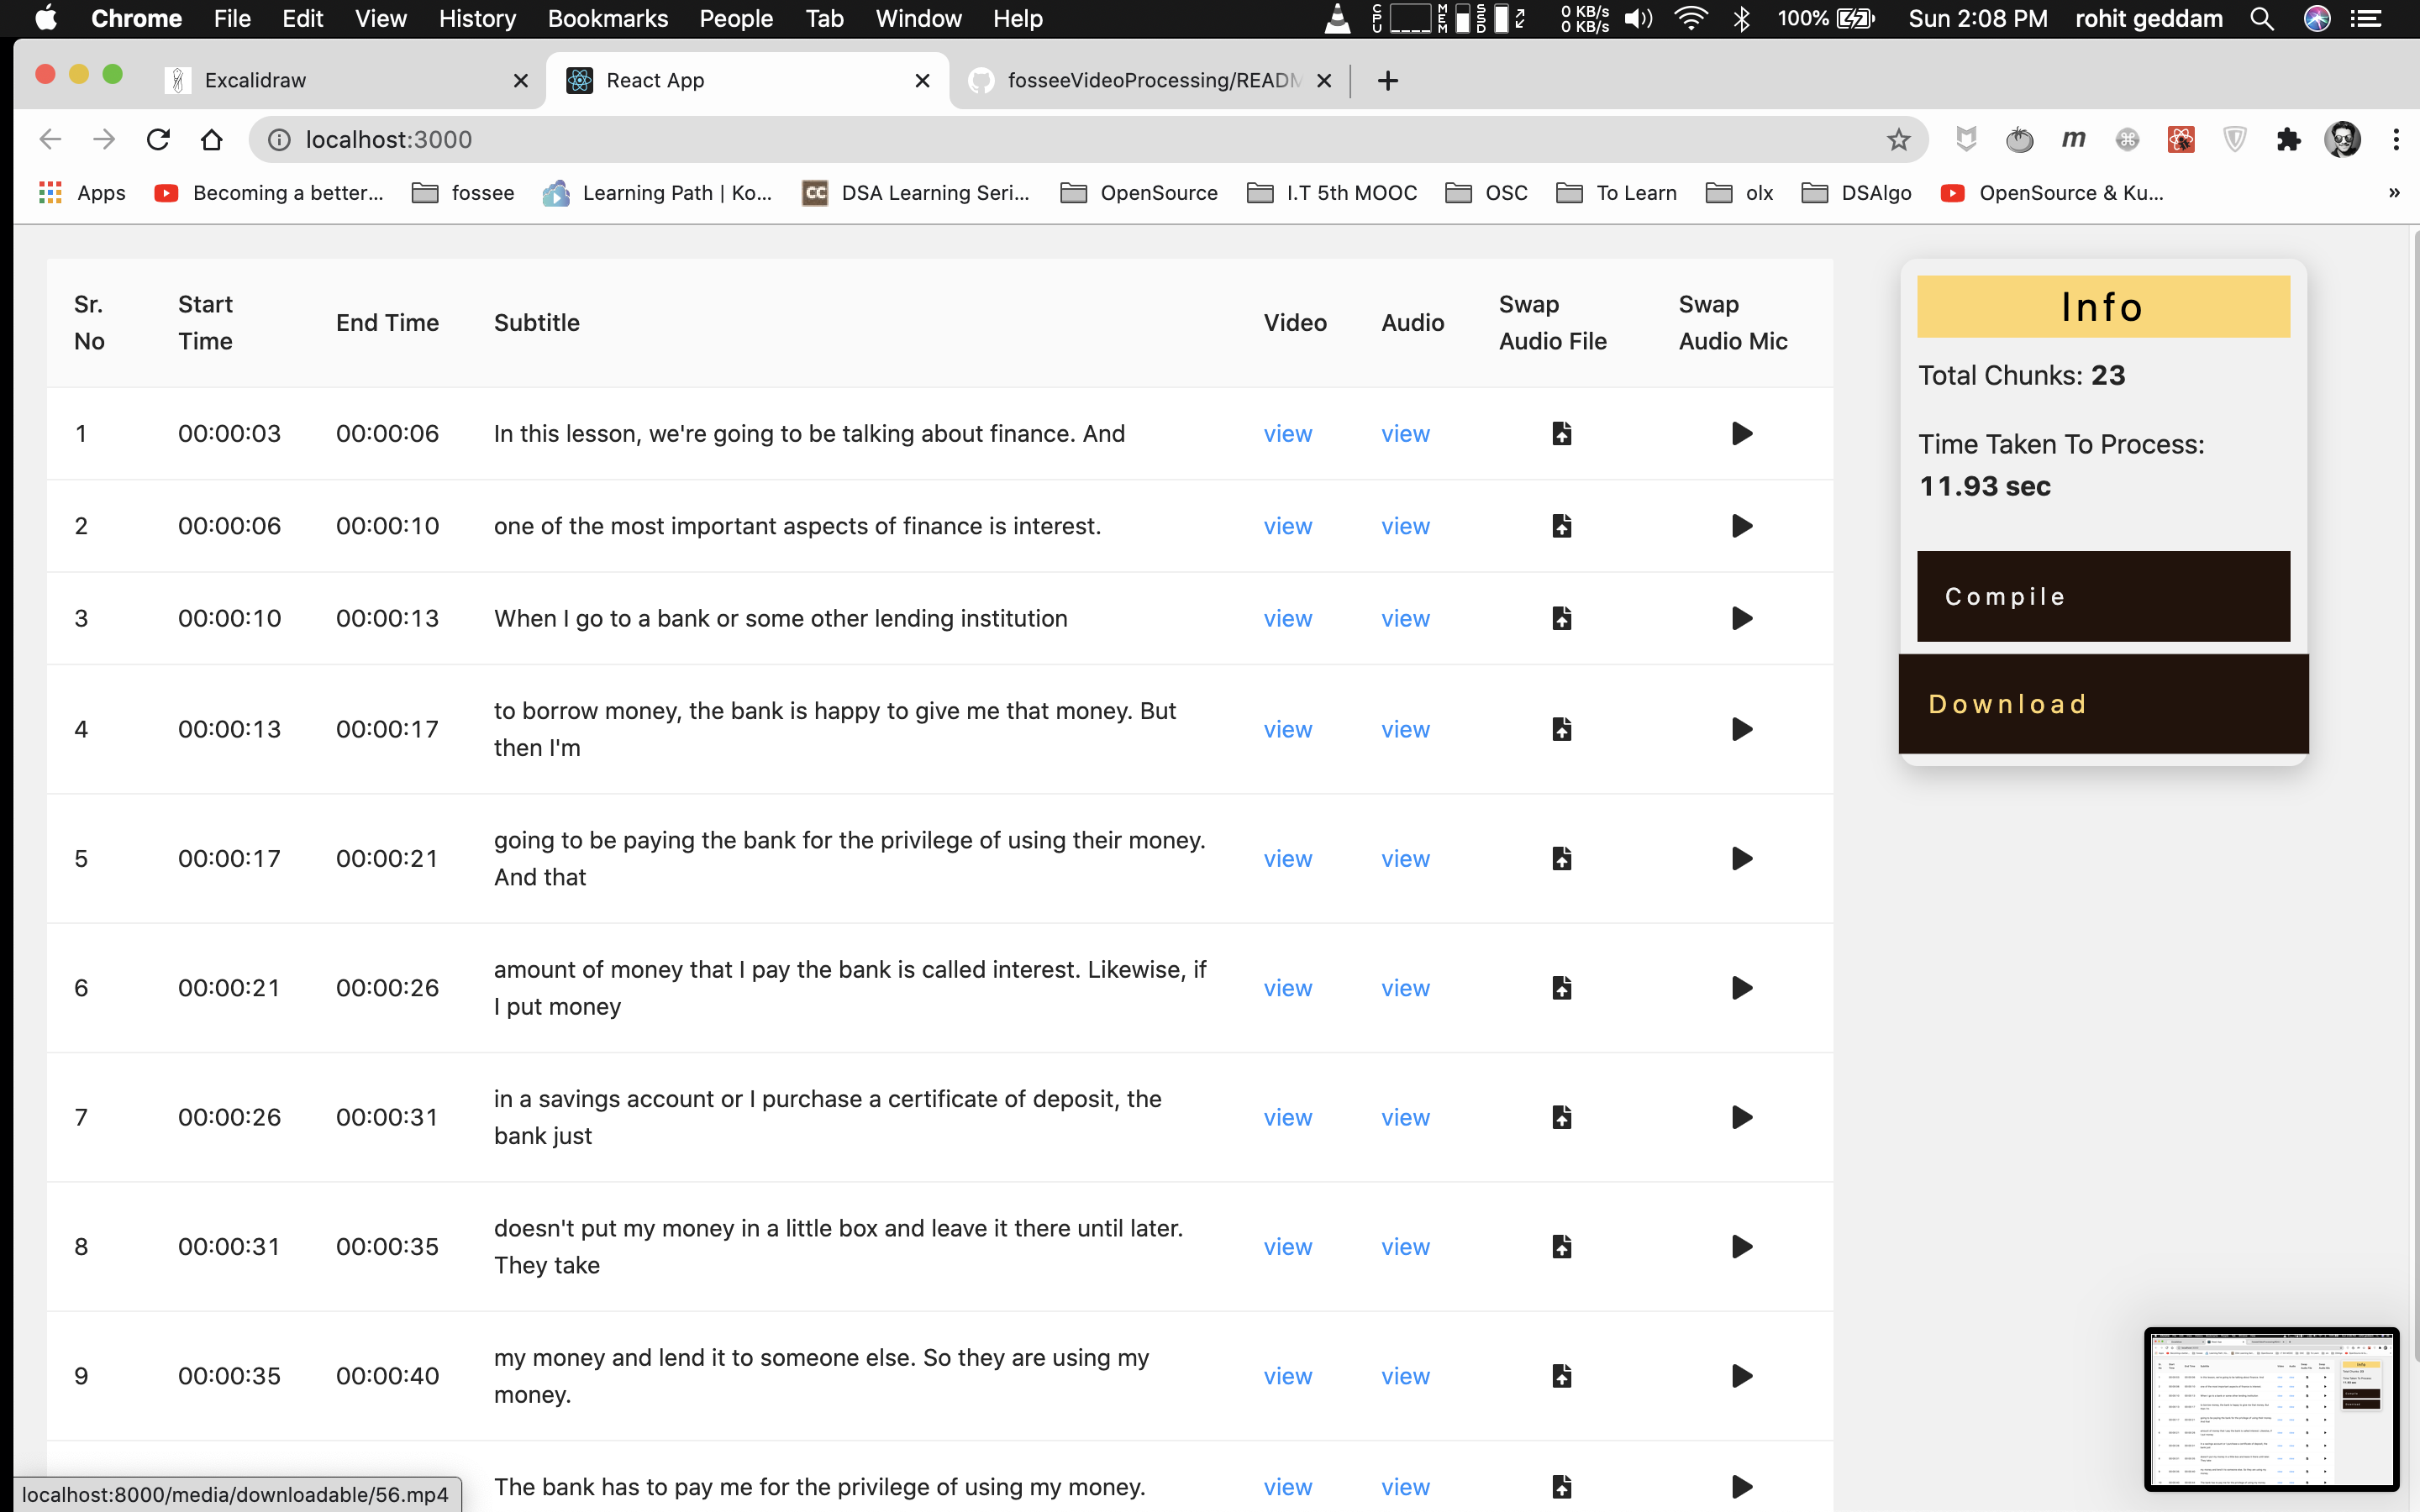 Chrome File Edit View History Bookmarks People Tab Window Help CPU MEM SSD 0 KB/s 0 KB/s 100% Sun 2:08 PM rohit geddam
Excalidraw React App fosseeVideoProcessing/READM
localhost:3000
Apps Becoming a better... fossee Learning Path | Ko... DSA Learning Seri... OpenSource I.T 5th MOOC OSC To Learn olx DSAlgo OpenSource & Ku... »
Sr. No Start Time End Time Subtitle Video Audio Swap Audio File Swap Audio Mic
1 00:00:03 00:00:06 In this lesson, we're going to be talking about finance. And view view
2 00:00:06 00:00:10 one of the most important aspects of finance is interest. view view
3 00:00:10 00:00:13 When I go to a bank or some other lending institution view view
4 00:00:13 00:00:17 to borrow money, the bank is happy to give me that money. But
then I'm view view
5 00:00:17 00:00:21 going to be paying the bank for the privilege of using their money.
And that view view
6 00:00:21 00:00:26 amount of money that I pay the bank is called interest. Likewise, if
I put money view view
7 00:00:26 00:00:31 in a savings account or I purchase a certificate of deposit, the
bank just view view
8 00:00:31 00:00:35 doesn't put my money in a little box and leave it there until later.
They take view view
9 00:00:35 00:00:40 my money and lend it to someone else. So they are using my
money. view view
The bank has to pay me for the privilege of using my money. view view
Info
Total Chunks: 23
Time Taken To Process:
11.93 sec
Compile
Download
localhost:8000/media/downloadable/56.mp4